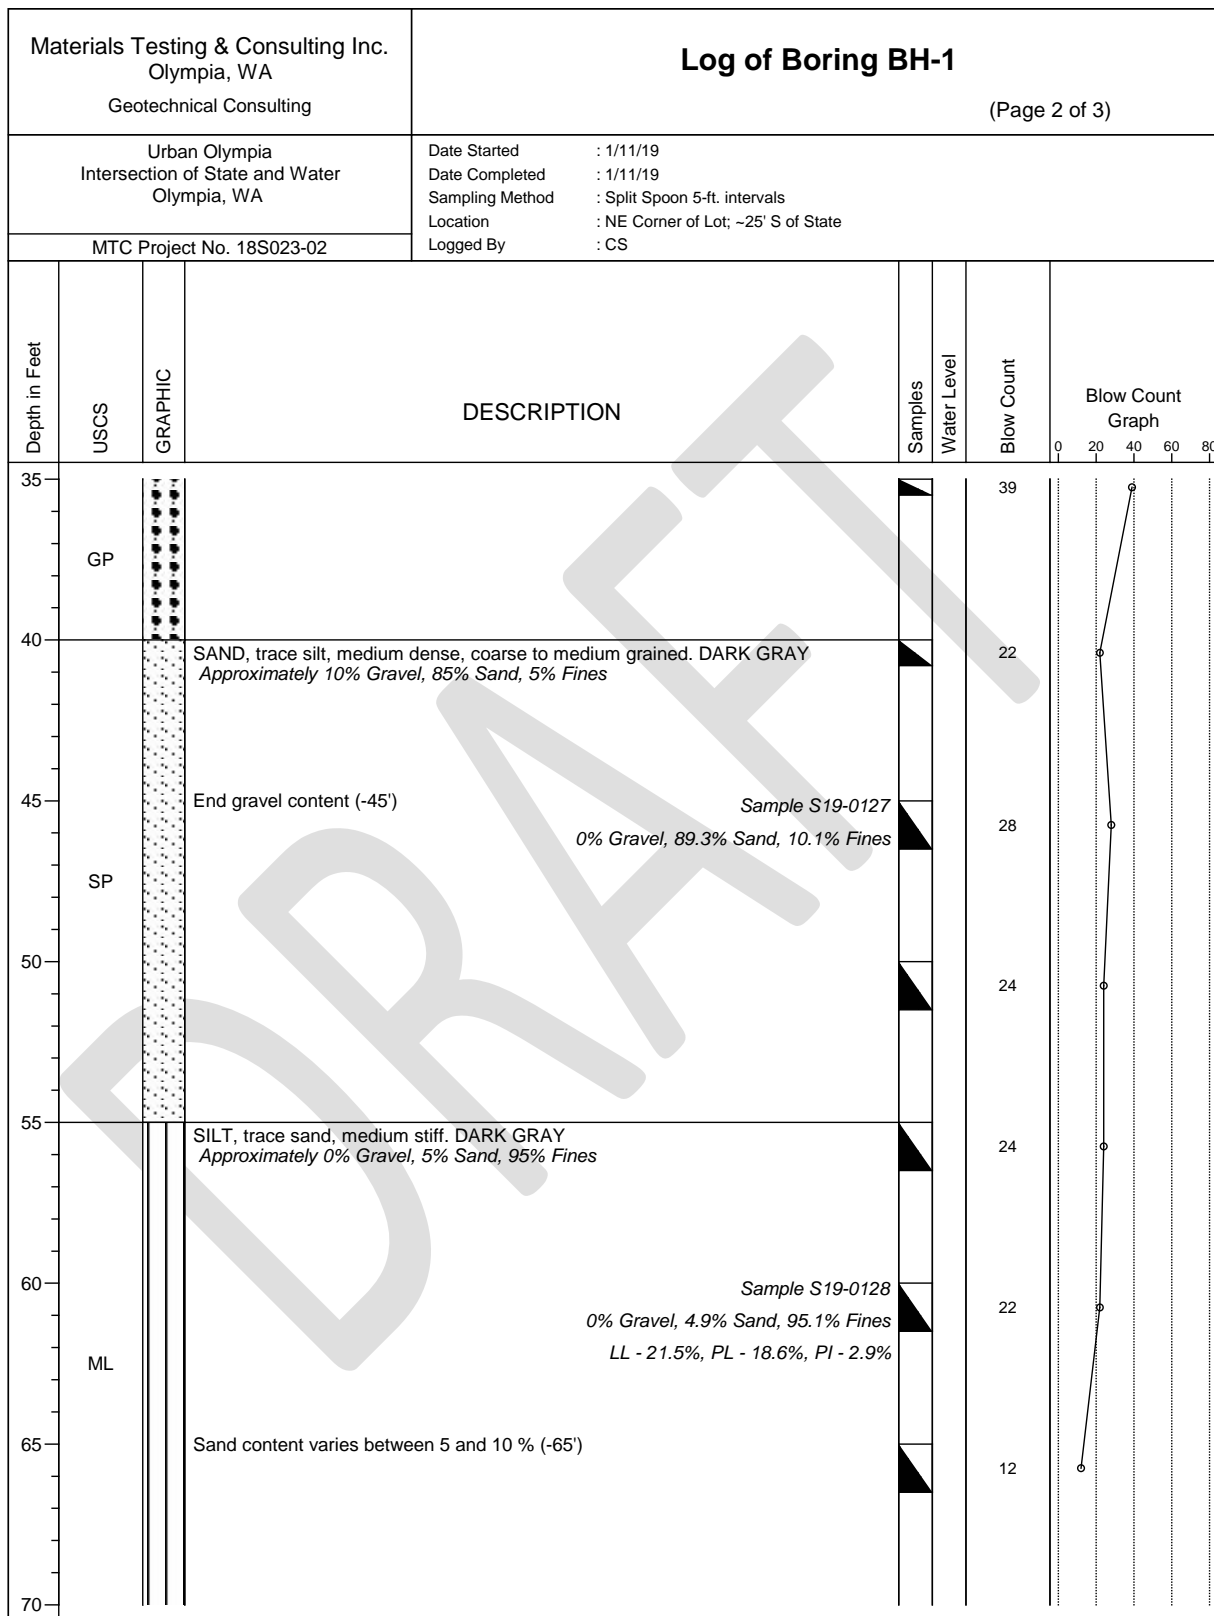 Materials Testing & Consulting Inc.
Olympia, WA
Geotechnical Consulting
Log of Boring BH-1
(Page 2 of 3)
Urban Olympia
Intersection of State and Water
Olympia, WA
MTC Project No. 18S023-02
Date Started : 1/11/19
Date Completed : 1/11/19
Sampling Method : Split Spoon 5-ft. intervals
Location : NE Corner of Lot; ~25' S of State
Logged By : CS
Depth in Feet
USCS
GRAPHIC
DESCRIPTION
Samples
Water Level
Blow Count
Blow Count
Graph
0 20 40 60 80
35
39
GP
40
SAND, trace silt, medium dense, coarse to medium grained. DARK GRAY
22
Approximately 10% Gravel, 85% Sand, 5% Fines
45
End gravel content (-45')
Sample S19-0127
28
0% Gravel, 89.3% Sand, 10.1% Fines
SP
50
24
55
SILT, trace sand, medium stiff. DARK GRAY
24
Approximately 0% Gravel, 5% Sand, 95% Fines
60
Sample S19-0128
22
0% Gravel, 4.9% Sand, 95.1% Fines
LL - 21.5%, PL - 18.6%, PI - 2.9%
ML
65
Sand content varies between 5 and 10 % (-65')
12
70
DRAFT